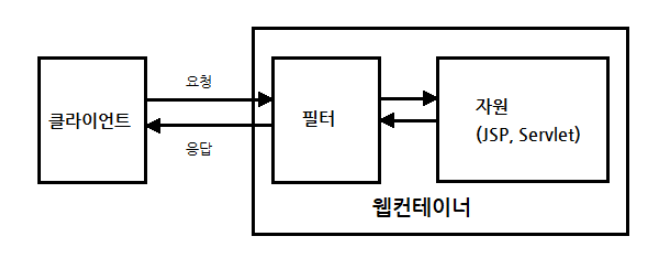 클라이언트
요청
응답
필터
자원
(JSP, Servlet)
웹컨테이너